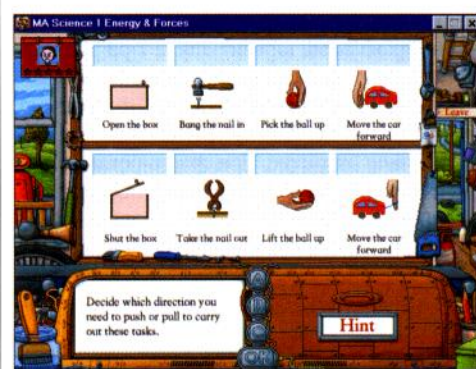 MA Science 1 Energy & Forces
Leave
Open the box
Bang the nail in
Pick the ball up
Move the car
forward
Shut the box
Take the nail out
Lift the ball up
Move the car
forward
Decide which direction you
need to push or pull to carry
out these tasks.
Hint
OK